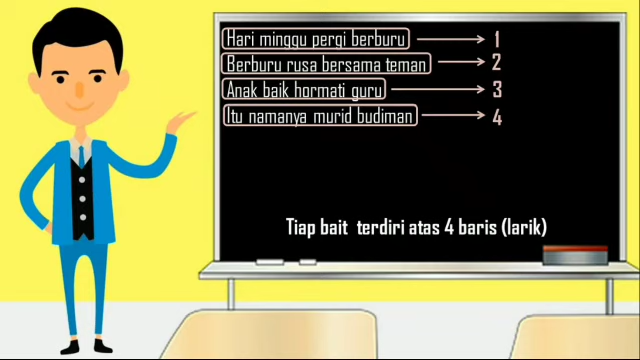 Hari minggu pergi berburu 1
Berburu rusa bersama teman 2
Anak baik hormati guru 3
Itu namanya murid budiman 4
Tiap bait terdiri atas 4 baris (larik)